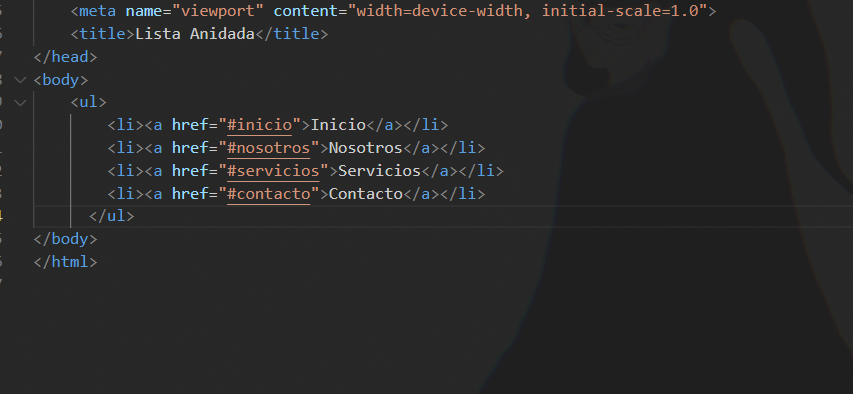 <meta name="viewport" content="width=device-width, initial-scale=1.0">
<title>Lista Anidada</title>
</head>
<body>
<ul>
<li><a href="#inicio">Inicio</a></li>
<li><a href="#nosotros">Nosotros</a></li>
<li><a href="#servicios">Servicios</a></li>
<li><a href="#contacto">Contacto</a></li>
</ul>
</body>
</html>